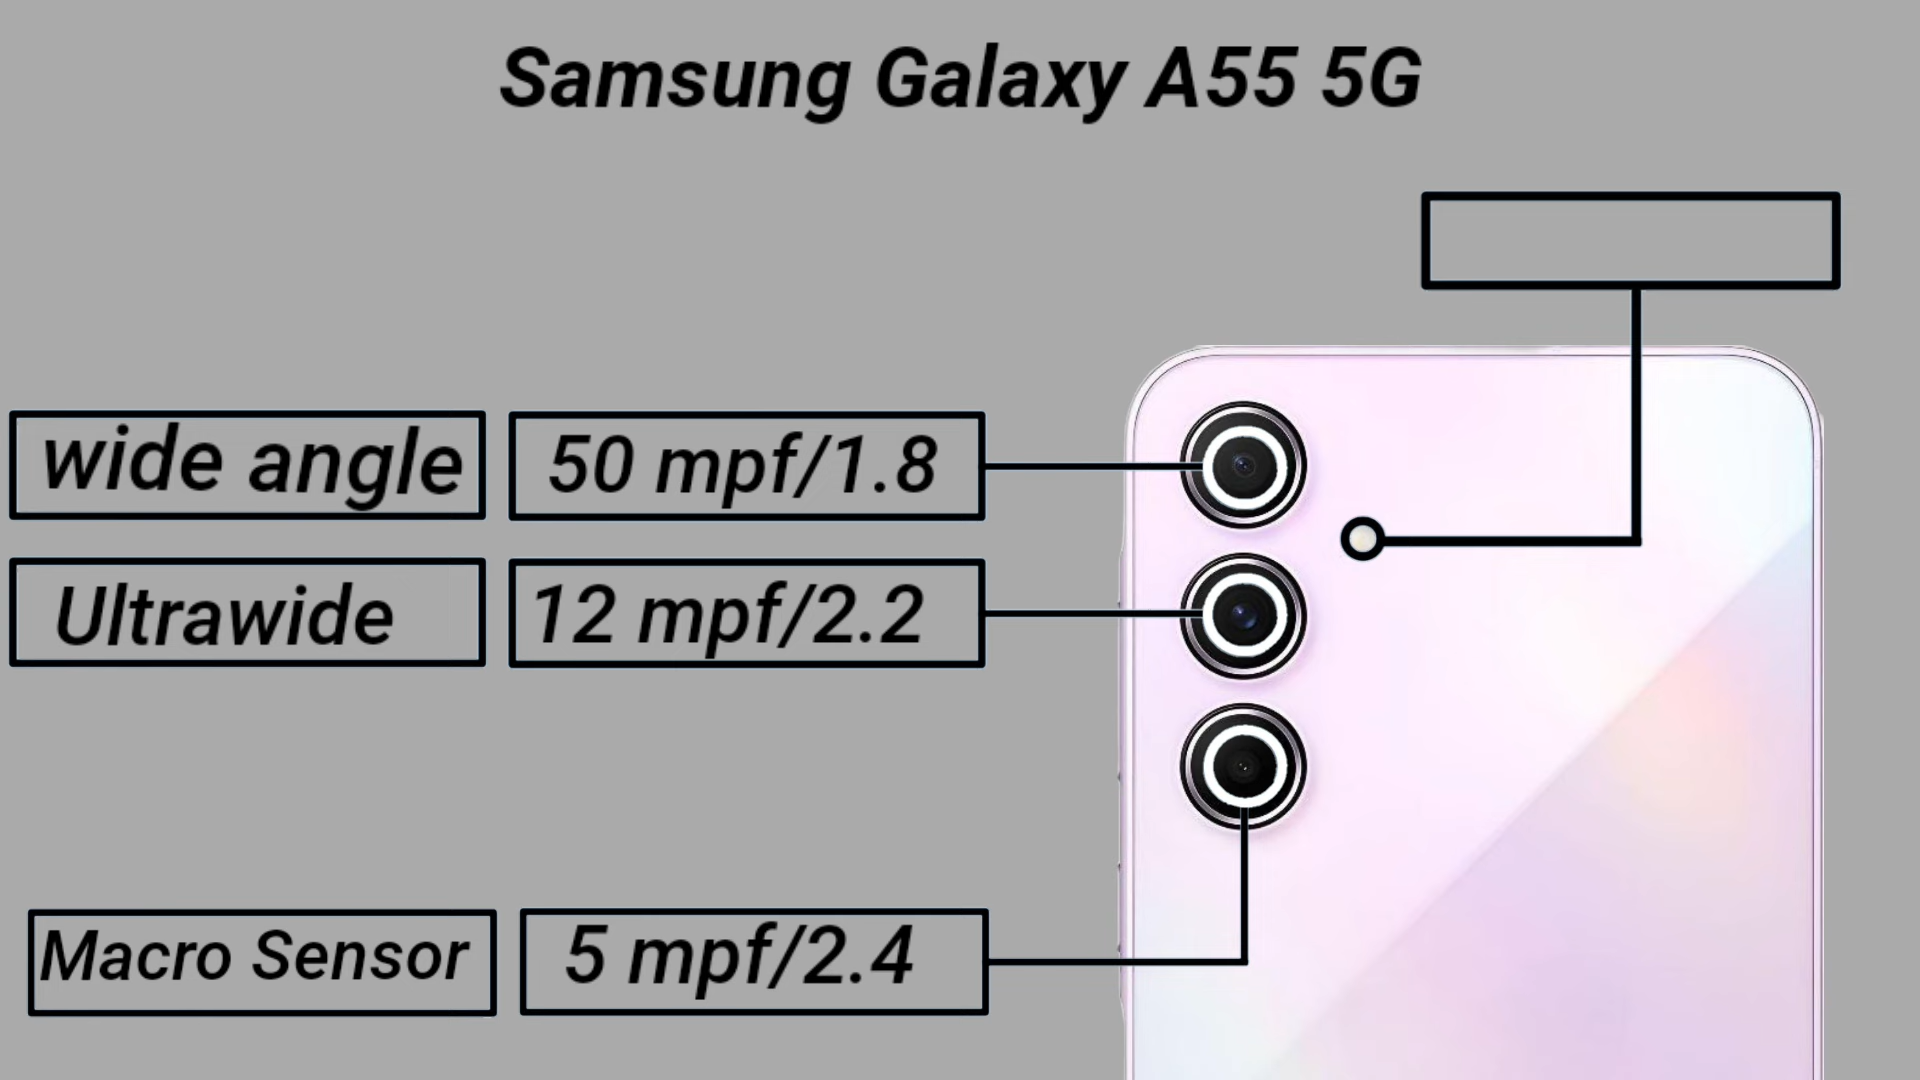 Samsung Galaxy A55 5G
wide angle
50 mpf/1.8
Ultrawide
12 mpf/2.2
Macro Sensor
5 mpf/2.4